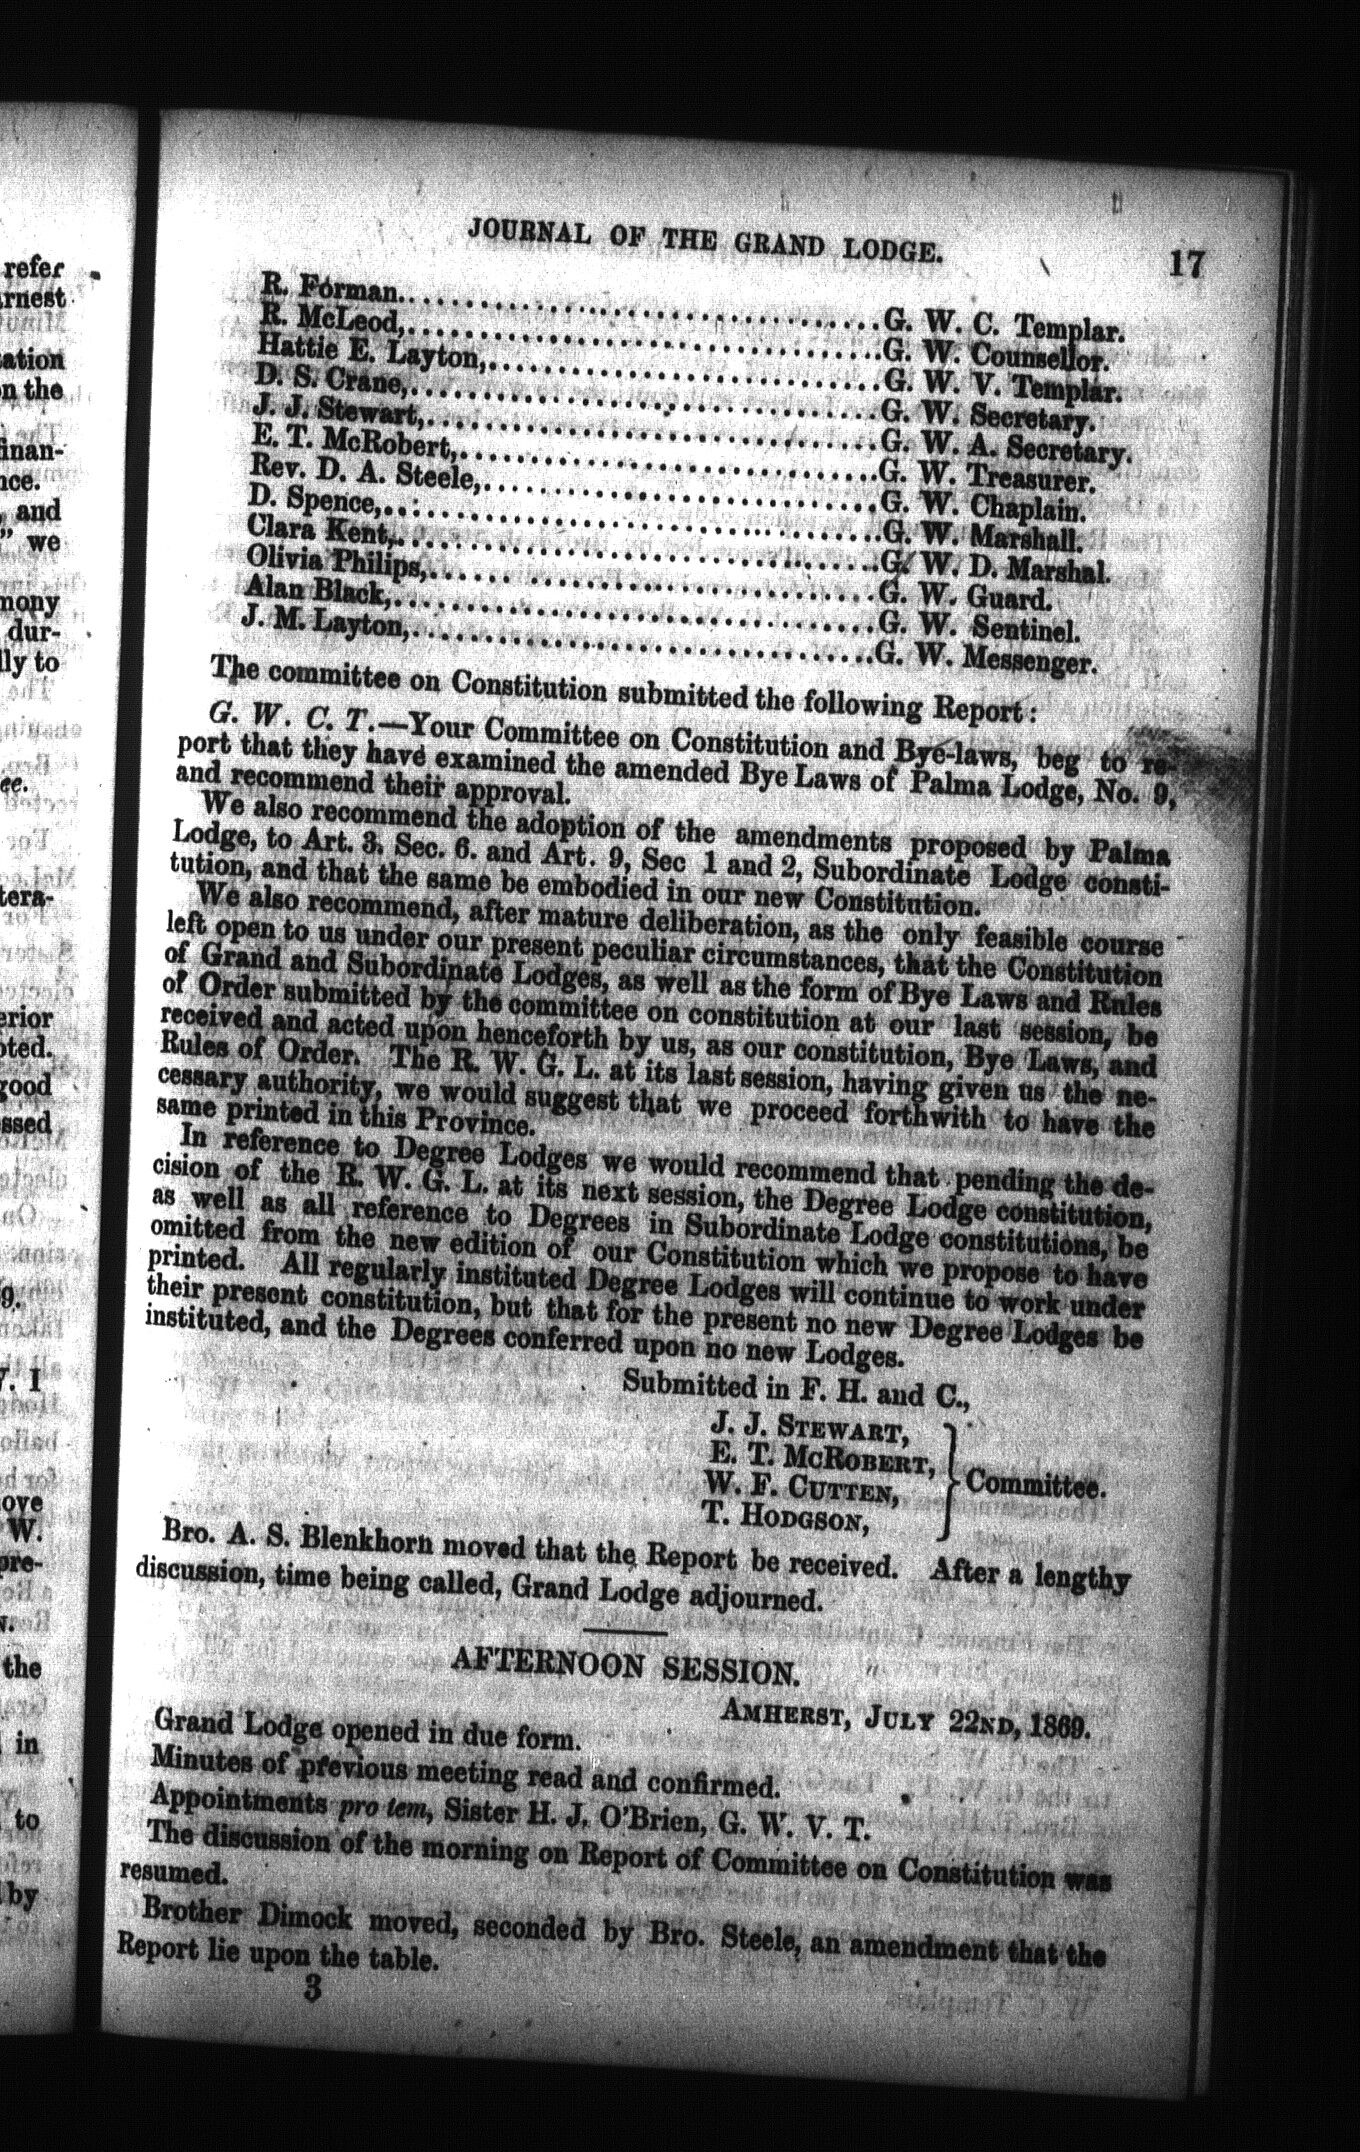 JOURNAL OF THE GRAND LODGE. 17
R. Forman..................................G. W. C. Templar.
R. McLeod,.................................G. W. Counsellor.
Hattie E. Layton,..........................G. W. V. Templar.
D. S. Crane,...............................G. W. Secretary.
J. J. Stewart,.............................G. W. A. Secretary.
E. T. McRobert,............................G. W. Treasurer.
Rev. D. A. Steele,.........................G. W. Chaplain.
D. Spence,.................................G. W. Marshall.
Clara Kent,................................G. W. D. Marshal.
Olivia Philips,............................G. W. Guard.
Alan Black,................................G. W. Sentinel.
J. M. Layton,..............................G. W. Messenger.
The committee on Constitution submitted the following Report:
G. W. C. T.—Your Committee on Constitution and Bye-laws, beg to re-
port that they have examined the amended Bye Laws of Palma Lodge, No. 9,
and recommend their approval.
We also recommend the adoption of the amendments proposed by Palma
Lodge, to Art. 3. Sec. 6. and Art. 9, Sec 1 and 2, Subordinate Lodge consti-
tution, and that the same be embodied in our new Constitution.
We also recommend, after mature deliberation, as the only feasible course
left open to us under our present peculiar circumstances, that the Constitution
of Grand and Subordinate Lodges, as well as the form of Bye Laws and Rules
of Order submitted by the committee on constitution at our last session, be
received and acted upon henceforth by us, as our constitution, Bye Laws, and
Rules of Order. The R. W. G. L. at its last session, having given us the ne-
cessary authority, we would suggest that we proceed forthwith to have the
same printed in this Province.
In reference to Degree Lodges we would recommend that pending the de-
cision of the R. W. G. L. at its next session, the Degree Lodge constitution,
as well as all reference to Degrees in Subordinate Lodge constitutions, be
omitted from the new edition of our Constitution which we propose to have
printed. All regularly instituted Degree Lodges will continue to work under
their present constitution, but that for the present no new Degree Lodges be
instituted, and the Degrees conferred upon no new Lodges.
Submitted in F. H. and C.,
J. J. STEWART,
E. T. MCROBERT,
W. F. CUTTEN,
T. HODGSON,
Committee.
Bro. A. S. Blenkhorn moved that the Report be received. After a lengthy
discussion, time being called, Grand Lodge adjourned.
AFTERNOON SESSION.
AMHERST, JULY 22ND, 1869.
Grand Lodge opened in due form.
Minutes of previous meeting read and confirmed.
Appointments pro tem, Sister H. J. O'Brien, G. W. V. T.
The discussion of the morning on Report of Committee on Constitution was
resumed.
Brother Dimock moved, seconded by Bro. Steele, an amendment that the
Report lie upon the table.
3